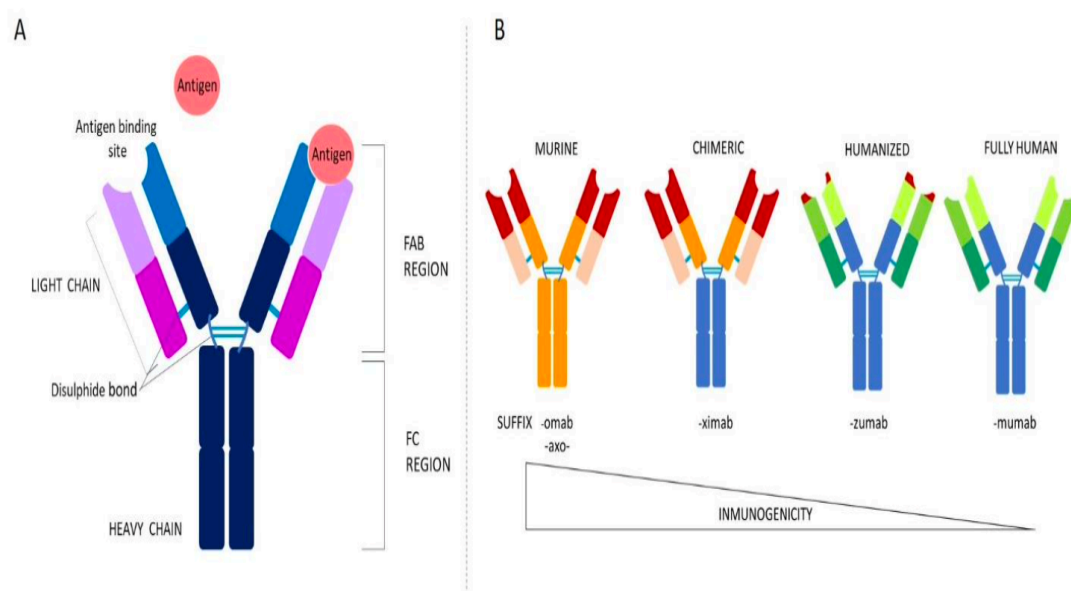 A
Antigen
Antigen binding
site
Antigen
LIGHT CHAIN
FAB
REGION
Disulphide bond
FC
REGION
HEAVY CHAIN
B
MURINE
CHIMERIC
HUMANIZED
FULLY HUMAN
SUFFIX -omab
-axo-
-ximab
-zumab
-mumab
INMUNOGENICITY